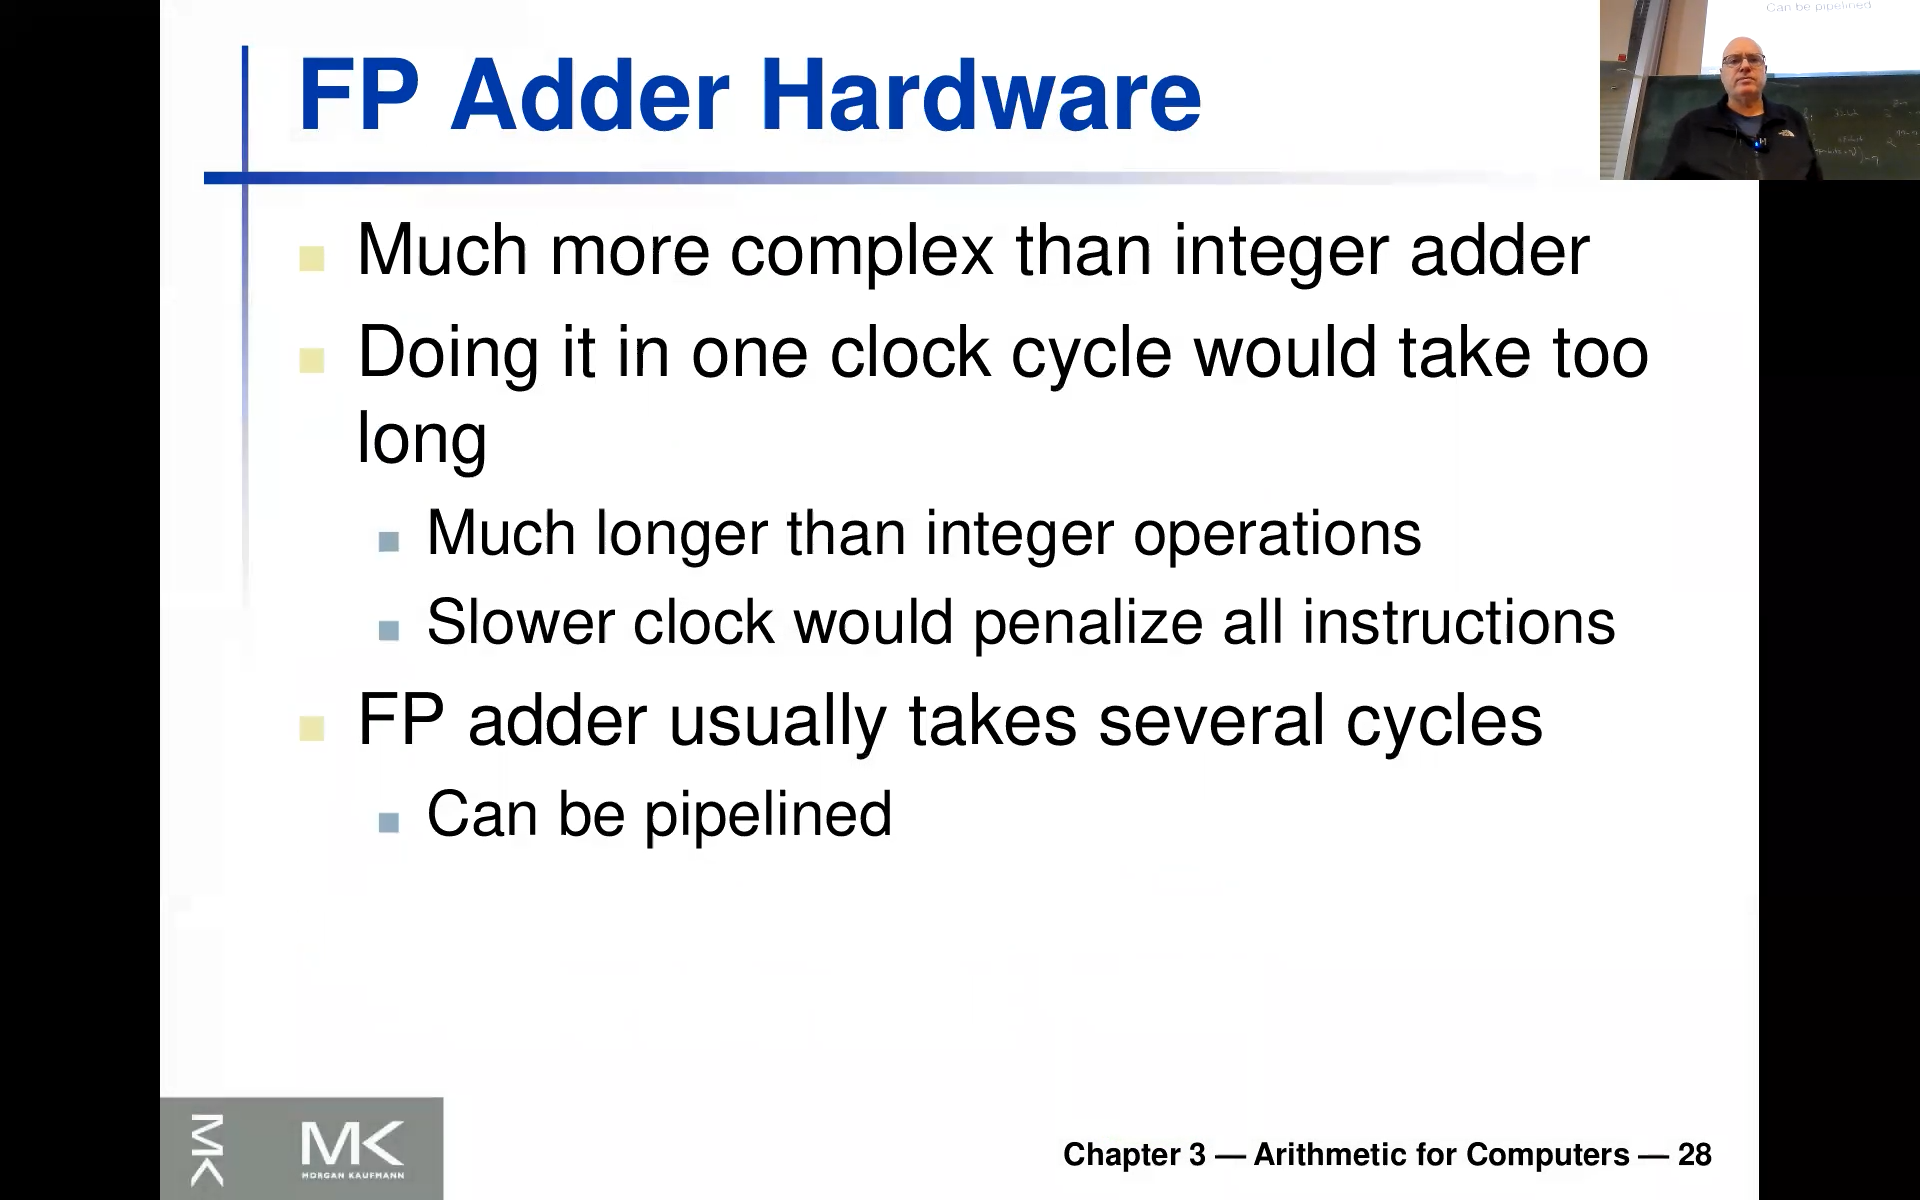 FP Adder Hardware
Much more complex than integer adder
Doing it in one clock cycle would take too
long
Much longer than integer operations
Slower clock would penalize all instructions
FP adder usually takes several cycles
Can be pipelined
MK
MK
MORGAN KAUFMANN
Chapter 3 — Arithmetic for Computers — 28
Can be pipelined